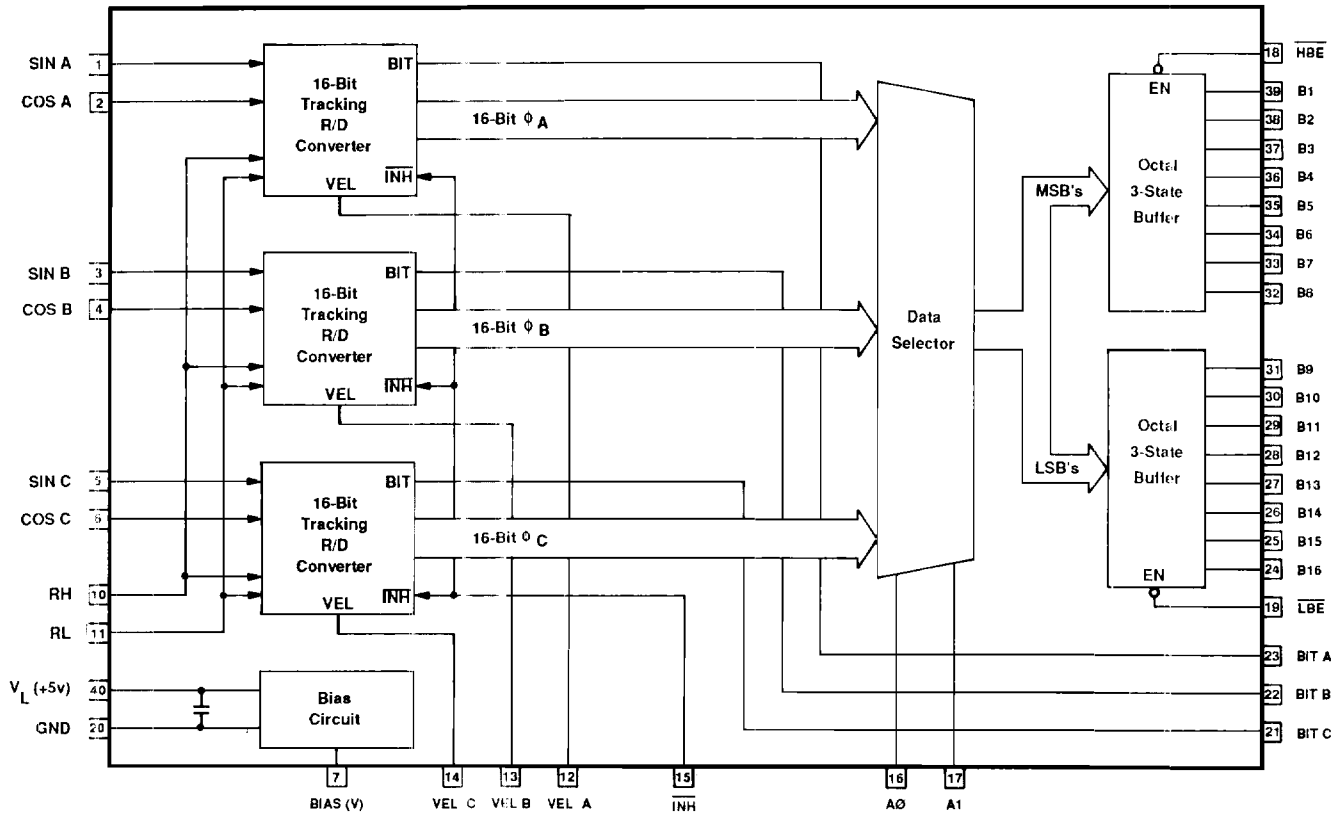 SIN A
1
COS A
2
16-Bit
Tracking
R/D
Converter
BIT
INH
VEL
16-Bit ϕ A
SIN B
3
COS B
4
16-Bit
Tracking
R/D
Converter
BIT
INH
VEL
16-Bit ϕ B
SIN C
5
COS C
6
16-Bit
Tracking
R/D
Converter
BIT
INH
VEL
16-Bit Φ C
RH
10
RL
11
VL (+5v)
40
GND
20
Bias
Circuit
7
BIAS (V)
14
VEL C
13
VEL B
12
VEL A
15
INH
16
AØ
17
A1
Data
Selector
MSB's
LSB's
EN
Octal
3-State
Buffer
Octal
3-State
Buffer
EN
18 HBE
39 B1
38 B2
37 B3
36 B4
35 B5
34 B6
33 B7
32 B8
31 B9
30 B10
29 B11
28 B12
27 B13
26 B14
25 B15
24 B16
19 LBE
23 BIT A
22 BIT B
21 BIT C